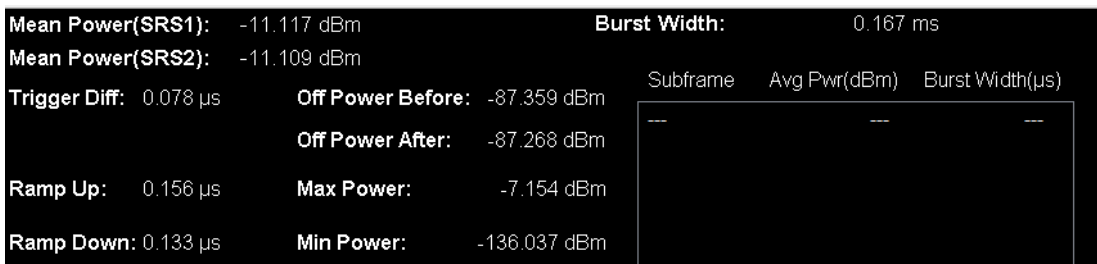 Mean Power(SRS1): -11.117 dBm Burst Width: 0.167 ms
Mean Power(SRS2): -11.109 dBm
Subframe Avg Pwr(dBm) Burst Width(µs)
Trigger Diff: 0.078 µs Off Power Before: -87.359 dBm
--- --- ---
Off Power After: -87.268 dBm
Ramp Up: 0.156 µs Max Power: -7.154 dBm
Ramp Down: 0.133 µs Min Power: -136.037 dBm